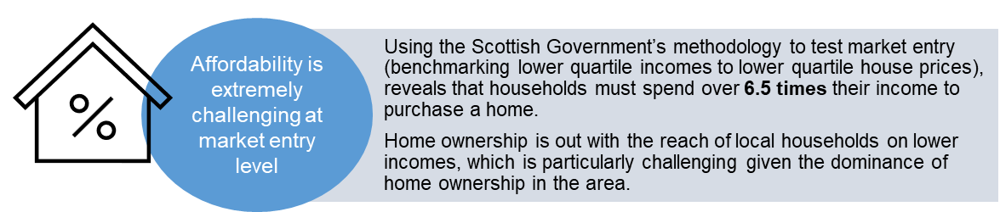 Affordability is
extremely
challenging at
market entry
level
Using the Scottish Government’s methodology to test market entry
(benchmarking lower quartile incomes to lower quartile house prices),
reveals that households must spend over 6.5 times their income to
purchase a home.
Home ownership is out with the reach of local households on lower
incomes, which is particularly challenging given the dominance of
home ownership in the area.
%